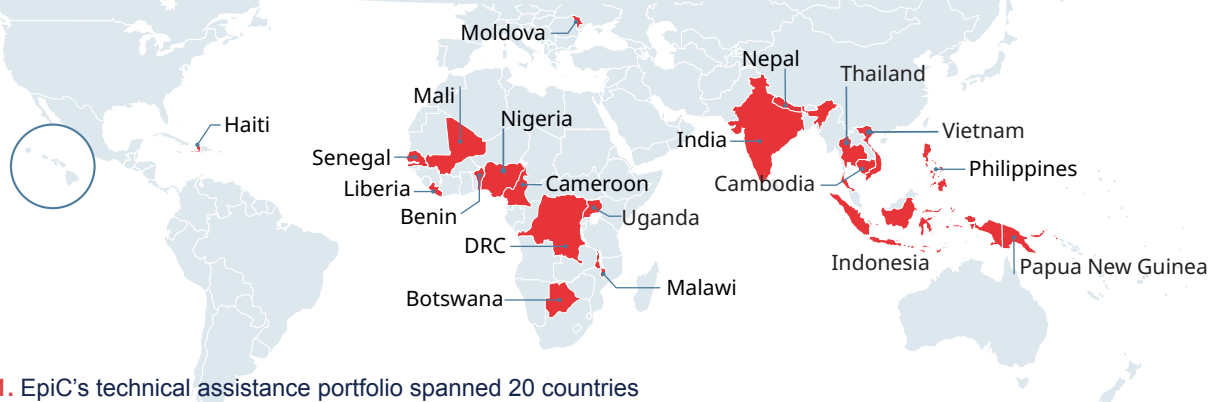 Moldova
Nepal
Thailand
Mali
Nigeria
Haiti
Vietnam
India
Senegal
Philippines
Liberia
Cameroon
Cambodia
Benin
Uganda
DRC
Indonesia
Papua New Guinea
Malawi
Botswana
1. EpiC's technical assistance portfolio spanned 20 countries